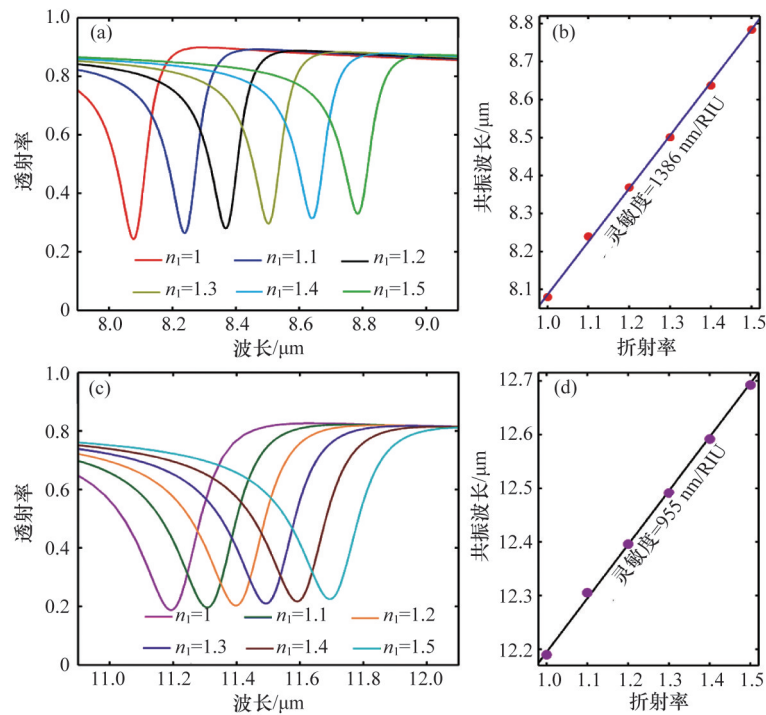 (a)
1.0
0.8
0.6
0.4
0.2
0
透射率
n₁=1 n₁=1.1 n₁=1.2
n₁=1.3 n₁=1.4 n₁=1.5
8.0 8.2 8.4 8.6 8.8 9.0
波长/μm
(b)
8.8
8.7
8.6
8.5
8.4
8.3
8.2
8.1
共振波长/μm
灵敏度=1386 nm/RIU
1.0 1.1 1.2 1.3 1.4 1.5
折射率
(c)
1.0
0.8
0.6
0.4
0.2
0
透射率
n₁=1 n₁=1.1 n₁=1.2
n₁=1.3 n₁=1.4 n₁=1.5
11.0 11.2 11.4 11.6 11.8 12.0
波长/μm
(d)
12.7
12.6
12.5
12.4
12.3
12.2
共振波长/μm
灵敏度=955 nm/RIU
1.0 1.1 1.2 1.3 1.4 1.5
折射率